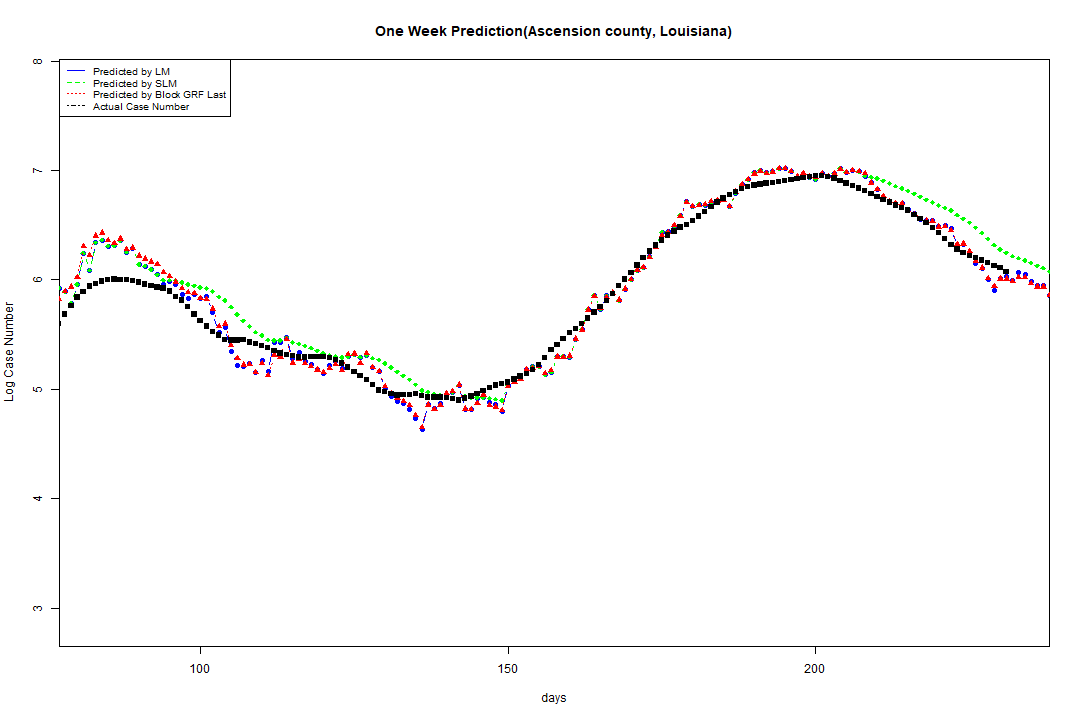 One Week Prediction(Ascension county, Louisiana)
Predicted by LM
Predicted by SLM
Predicted by Block GRF Last
Actual Case Number
8
7
6
5
4
3
Log Case Number
100 150 200
days